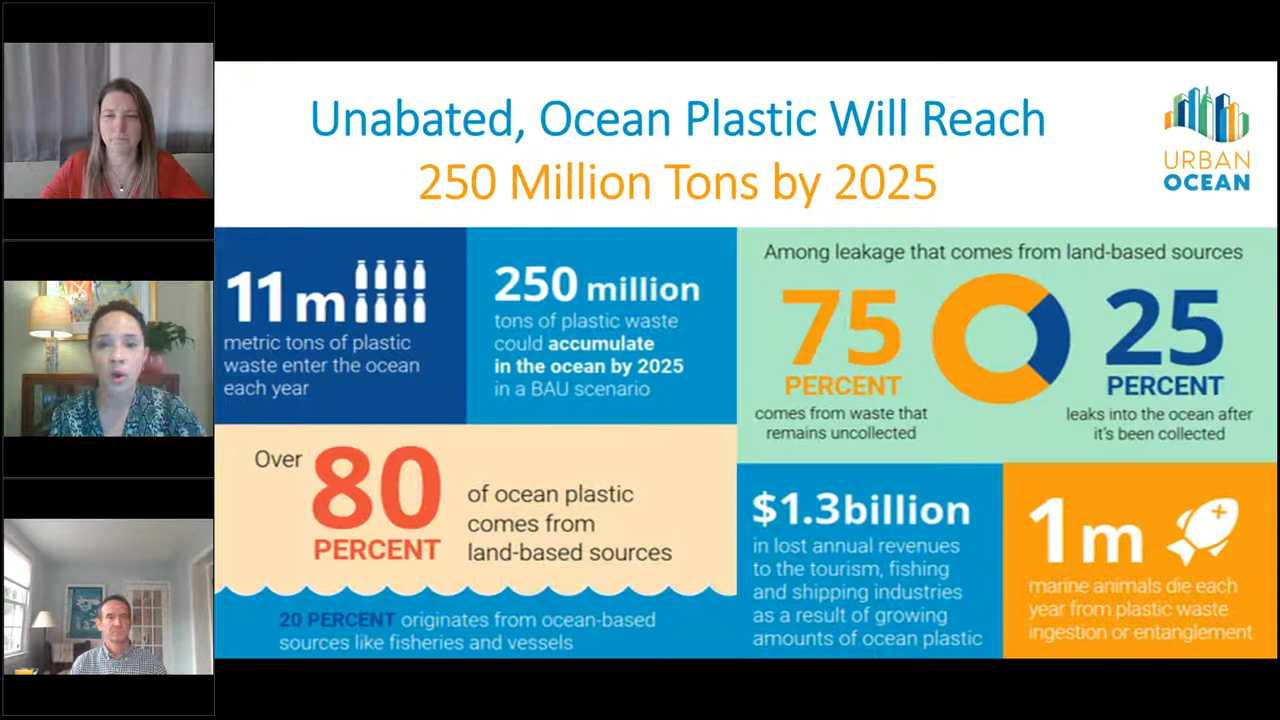 Unabated, Ocean Plastic Will Reach
250 Million Tons by 2025
URBAN
OCEAN
11m
metric tons of plastic
waste enter the ocean
each year
250 million
tons of plastic waste
could accumulate
in the ocean by 2025
in a BAU scenario
Over
80
PERCENT
of ocean plastic
comes from
land-based sources
20 PERCENT originates from ocean-based
sources like fisheries and vessels
Among leakage that comes from land-based sources
75
PERCENT
comes from waste that
remains uncollected
25
PERCENT
leaks into the ocean after
it's been collected
$1.3billion
in lost annual revenues
to the tourism, fishing
and shipping industries
as a result of growing
amounts of ocean plastic
1m
marine animals die each
year from plastic waste
ingestion or entanglement